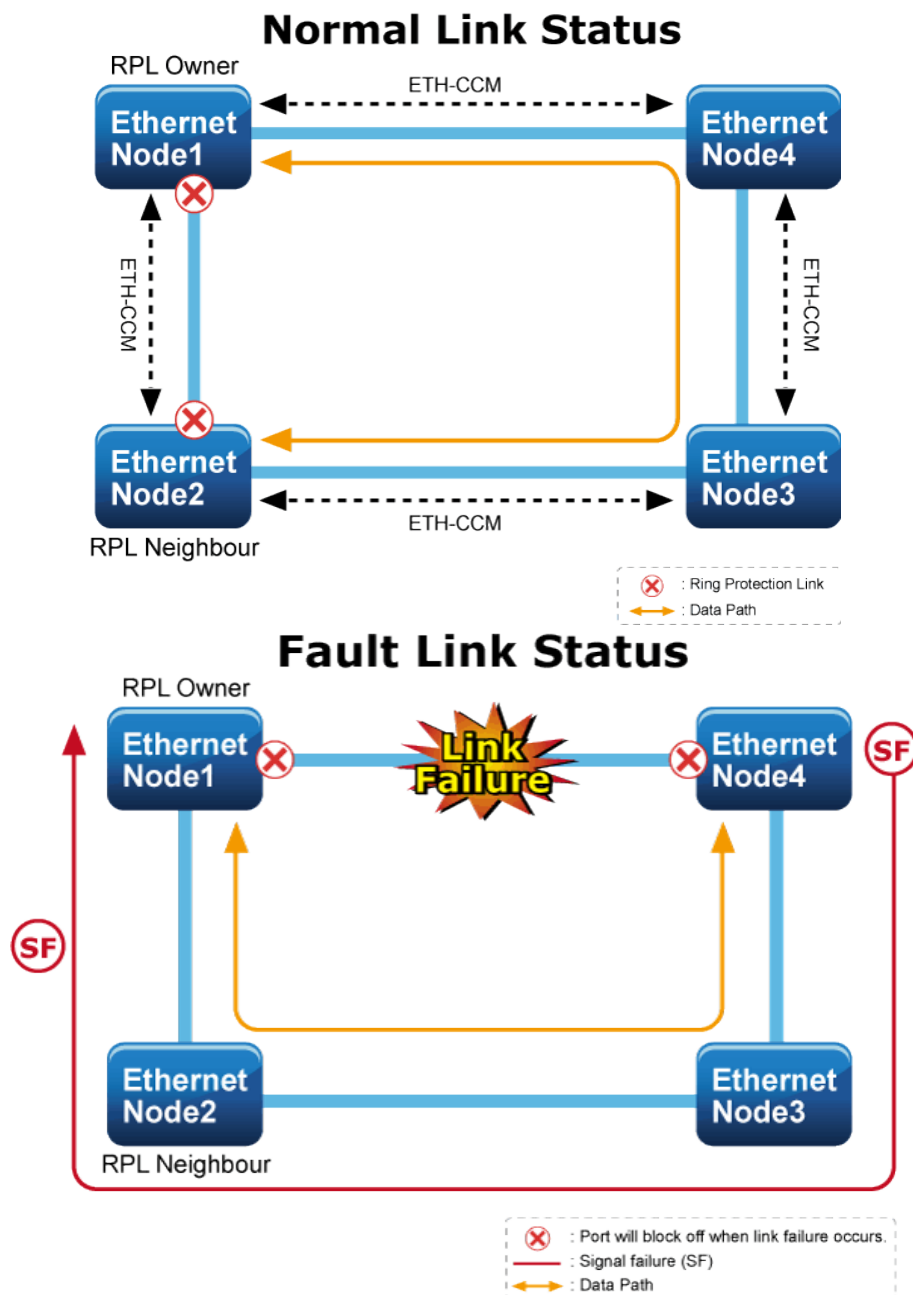 Normal Link Status
RPL Owner
ETH-CCM
Ethernet
Node1
Ethernet
Node4
ETH-CCM
ETH-CCM
Ethernet
Node2
Ethernet
Node3
ETH-CCM
RPL Neighbour
: Ring Protection Link
: Data Path
Fault Link Status
RPL Owner
Ethernet
Node1
Link
Failure
Ethernet
Node4
SF
SF
Ethernet
Node2
Ethernet
Node3
RPL Neighbour
: Port will block off when link failure occurs.
: Signal failure (SF)
: Data Path